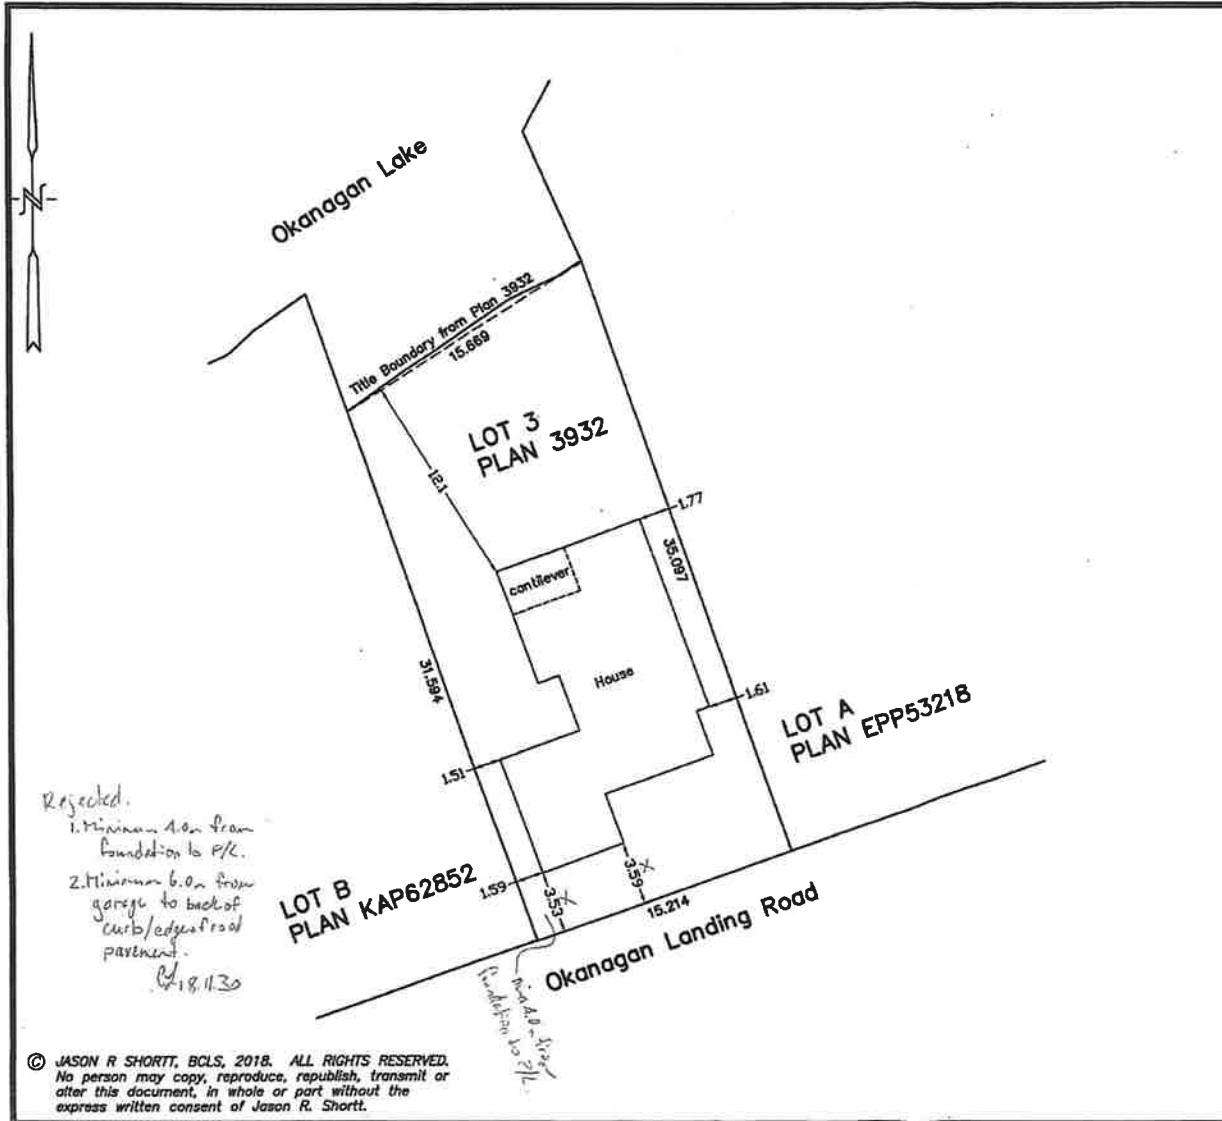 N
Okanagan Lake
Title Boundary from Plan 3932
15.669
LOT 3
PLAN 3932
12.1
1.77
35.097
cantilever
House
31.594
1.61
LOT A
PLAN EPP53218
1.51
Rejected.
1. Minimum 4.0m from
foundation to P/L.
2. Minimum 6.0m from
garage to back of
curb/edge of road
pavement.
18.11.30
LOT B
PLAN KAP62852
1.59
3.53 X
3.59 X
15.214
Okanagan Landing Road
min 4.0m from
foundation to P/L.
© JASON R SHORTT, BCLS, 2018. ALL RIGHTS RESERVED.
No person may copy, reproduce, republish, transmit or
alter this document, in whole or part without the
express written consent of Jason R. Shortt.